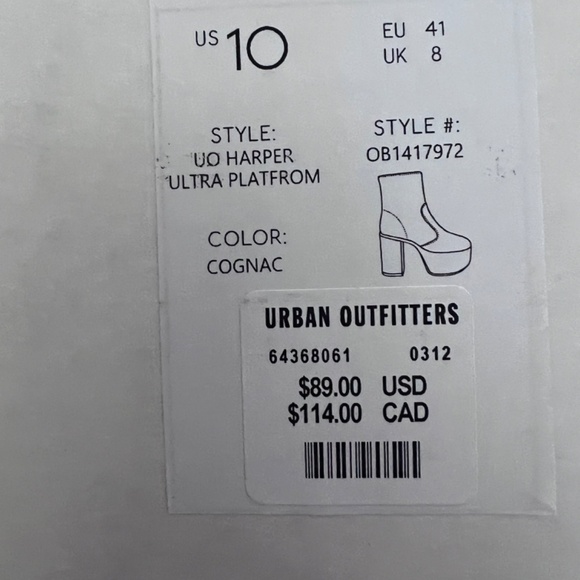 US 10
EU 41
UK 8
STYLE:
UO HARPER
ULTRA PLATFROM
STYLE #:
OB1417972
COLOR:
COGNAC
URBAN OUTFITTERS
64368061 0312
$89.00 USD
$114.00 CAD